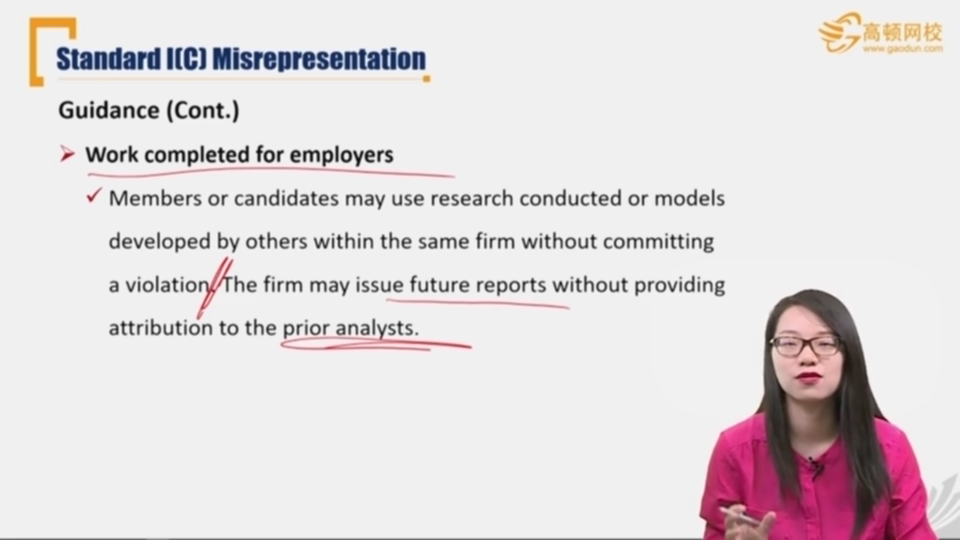 高顿网校
www.gaodun.com
Standard I(C) Misrepresentation
Guidance (Cont.)
Work completed for employers
Members or candidates may use research conducted or models
developed by others within the same firm without committing
a violation. The firm may issue future reports without providing
attribution to the prior analysts.